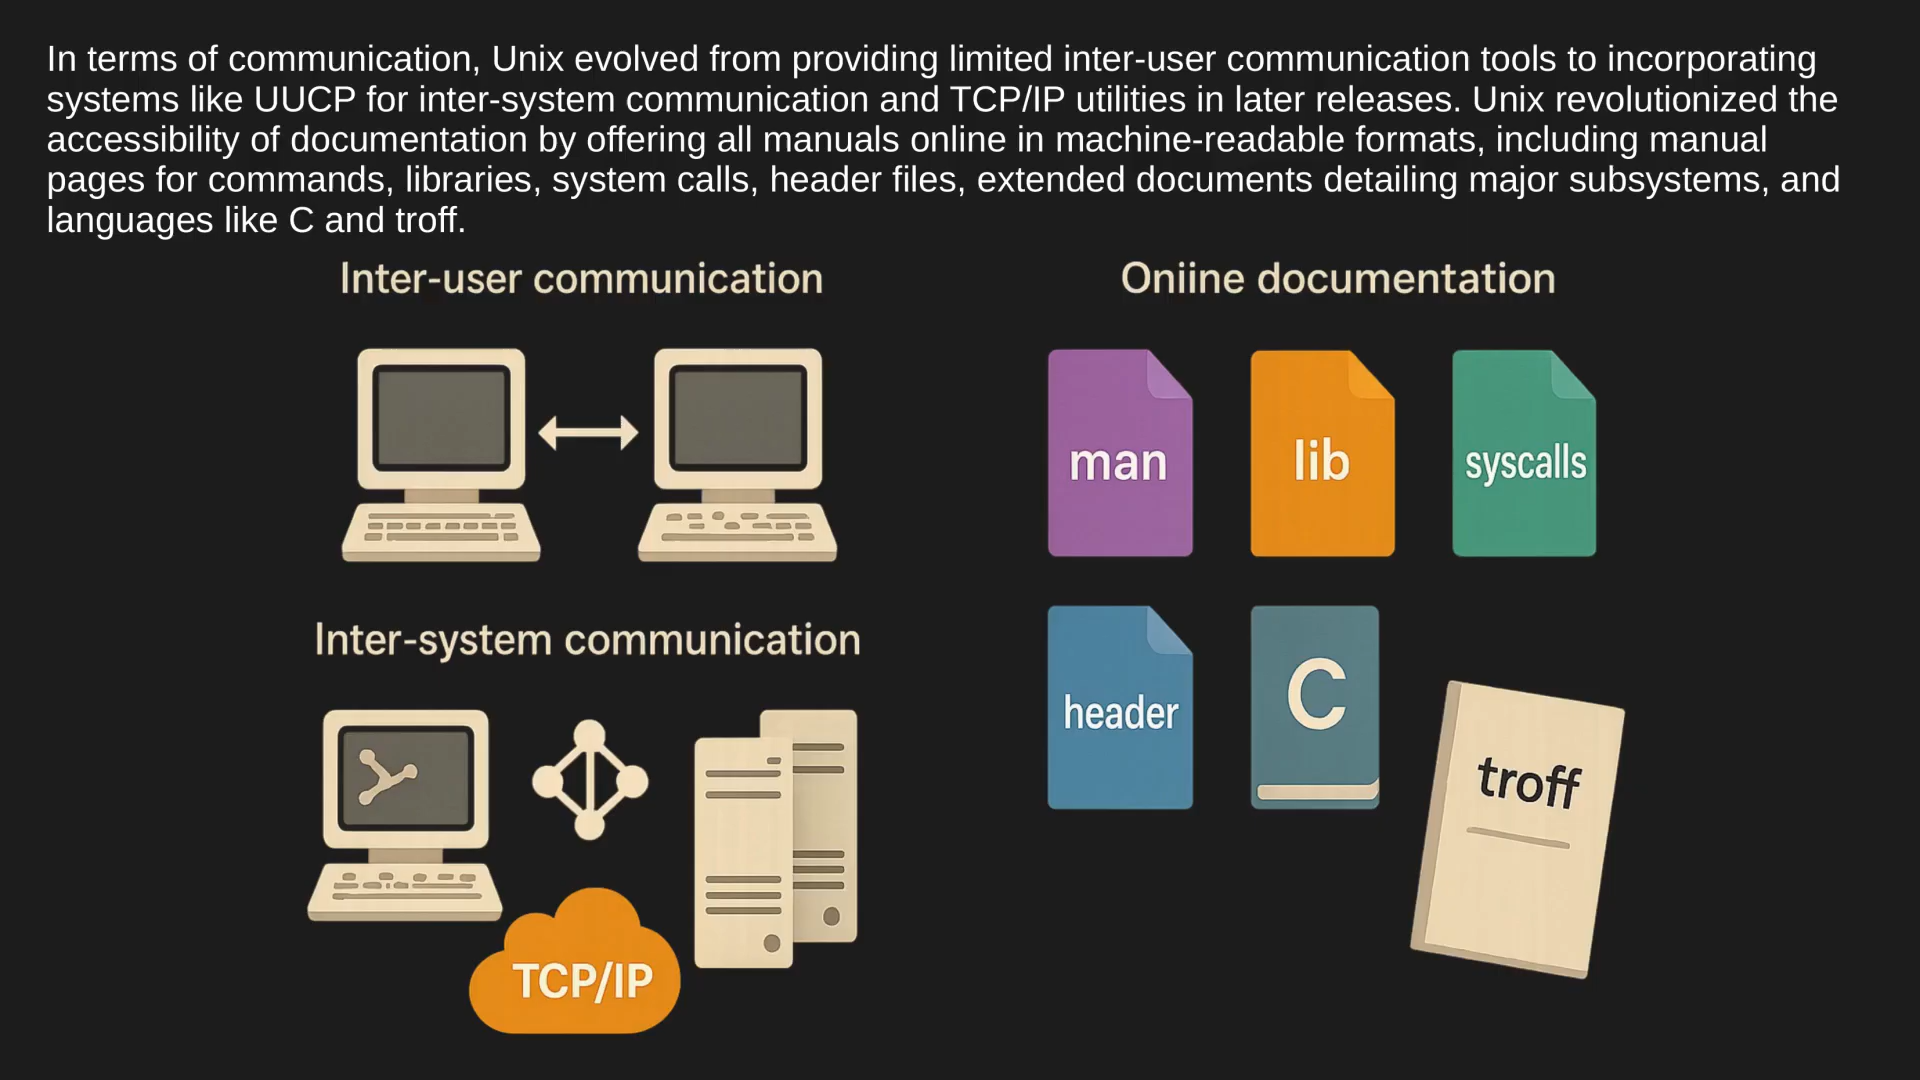 In terms of communication, Unix evolved from providing limited inter-user communication tools to incorporating
systems like UUCP for inter-system communication and TCP/IP utilities in later releases. Unix revolutionized the
accessibility of documentation by offering all manuals online in machine-readable formats, including manual
pages for commands, libraries, system calls, header files, extended documents detailing major subsystems, and
languages like C and troff.
Inter-user communication
Oniine documentation
man
lib
syscalls
Inter-system communication
header
C
troff
TCP/IP